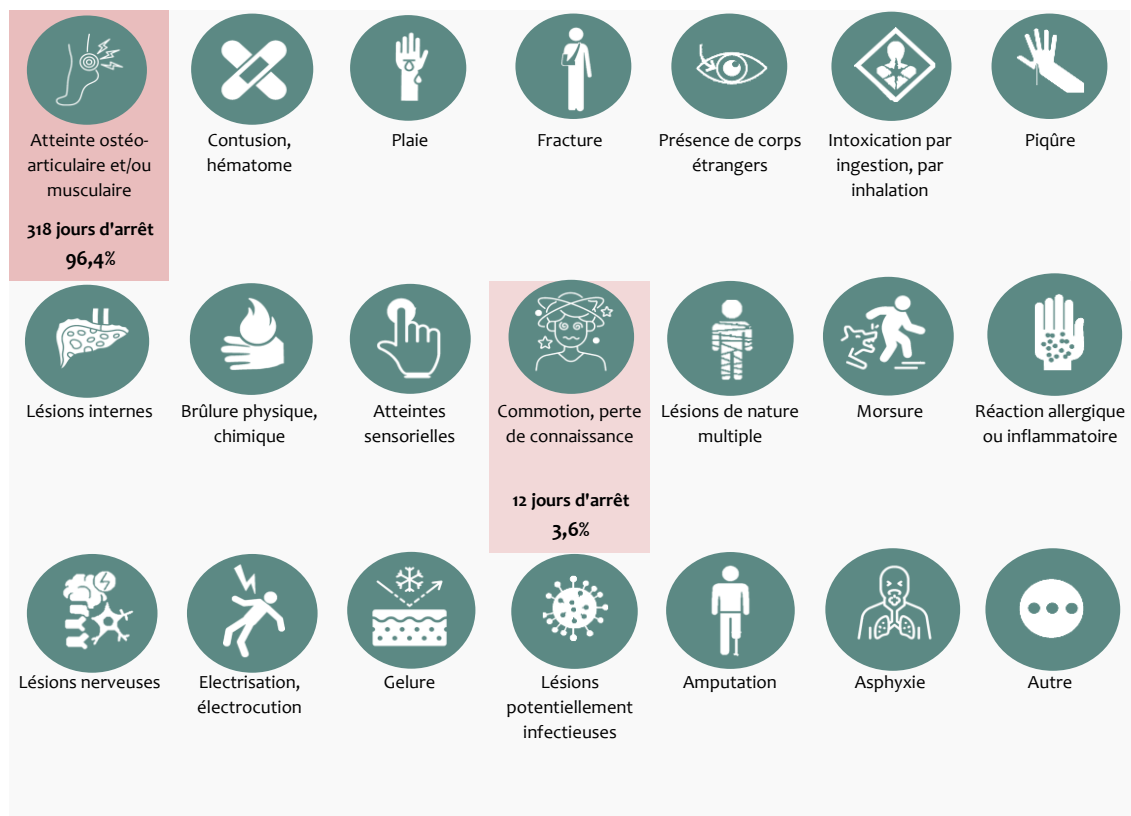 Atteinte ostéo-
articulaire et/ou
musculaire
318 jours d'arrêt
96,4%
Contusion,
hématome
Plaie
Fracture
Présence de corps
étrangers
Intoxication par
ingestion, par
inhalation
Piqûre
Lésions internes
Brûlure physique,
chimique
Atteintes
sensorielles
Commotion, perte
de connaissance
12 jours d'arrêt
3,6%
Lésions de nature
multiple
Morsure
Réaction allergique
ou inflammatoire
Lésions nerveuses
Electrisation,
électrocution
Gelure
Lésions
potentiellement
infectieuses
Amputation
Asphyxie
Autre